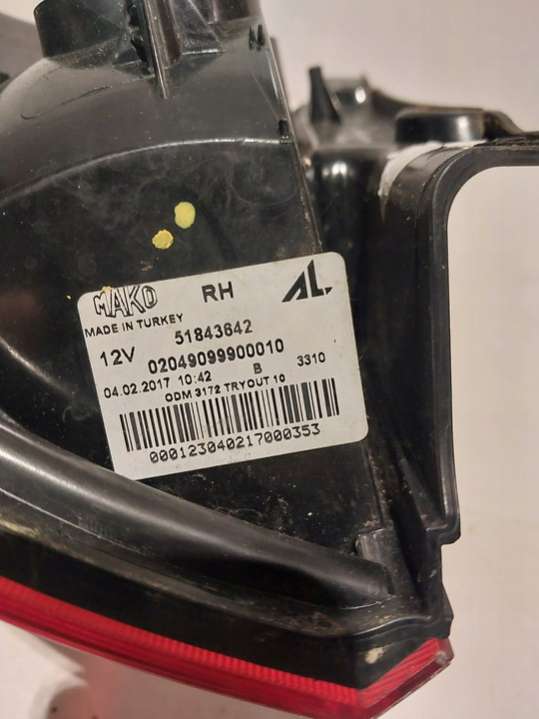 MAKO RH AL.
MADE IN TURKEY
12V 51843642
02049099900010
04.02.2017 10:42 B 3310
ODM 3172 TRYOUT 10
000123040217000353